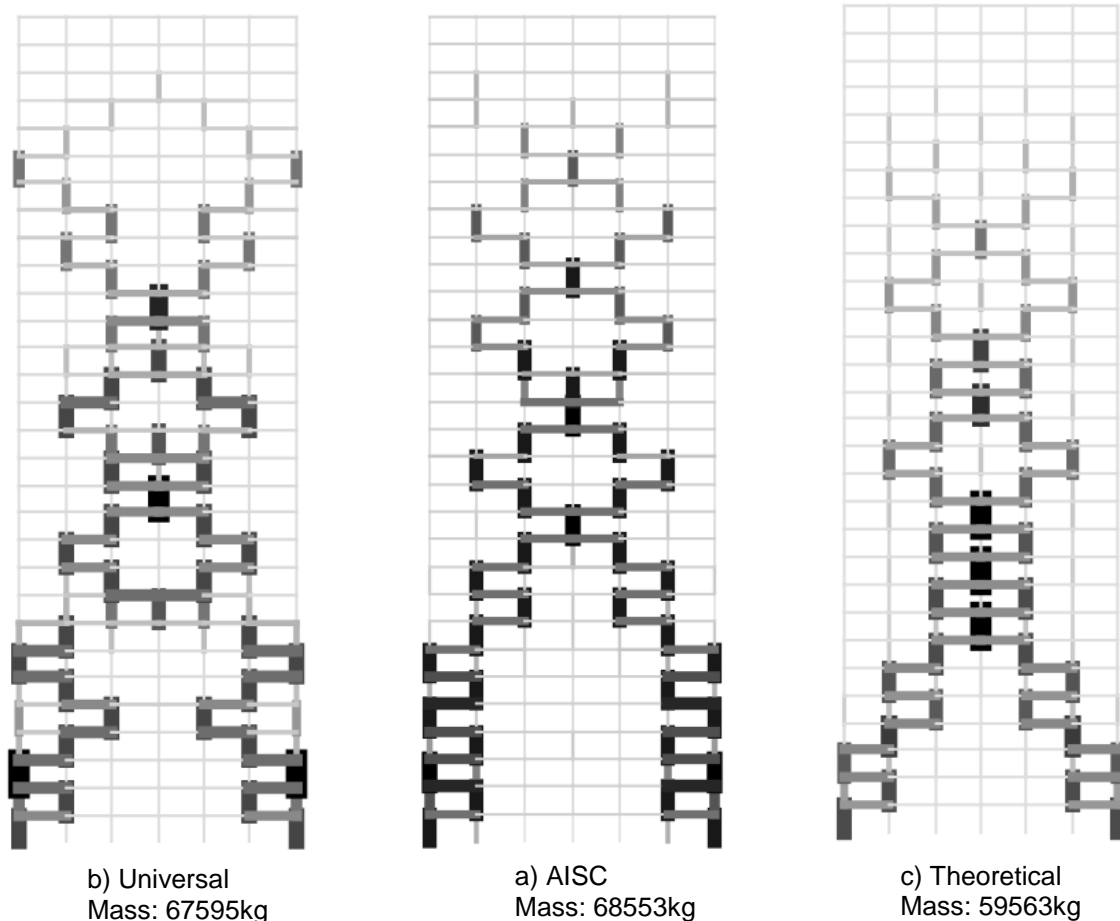 b) Universal
Mass: 67595kg
a) AISC
Mass: 68553kg
c) Theoretical
Mass: 59563kg